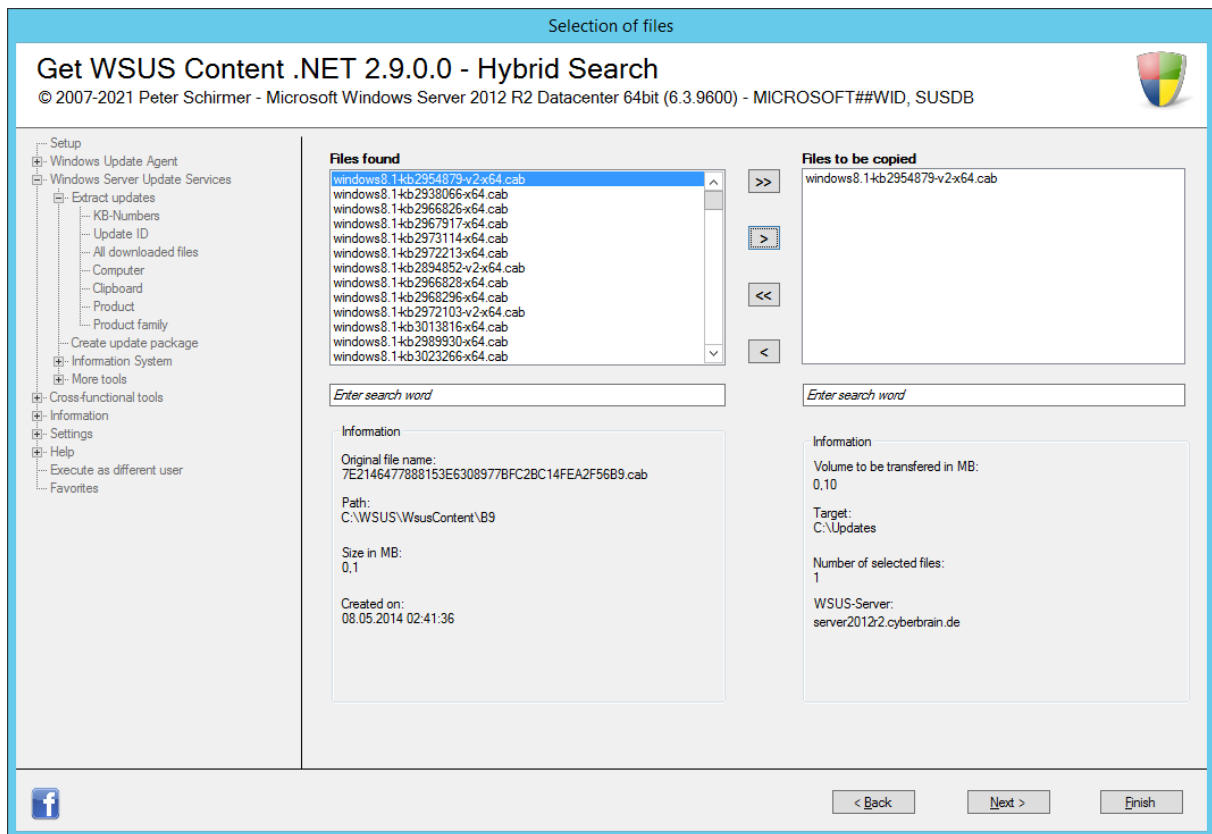 Selection of files
Get WSUS Content .NET 2.9.0.0 - Hybrid Search
© 2007-2021 Peter Schirmer - Microsoft Windows Server 2012 R2 Datacenter 64bit (6.3.9600) - MICROSOFT##WID, SUSDB
Setup
Windows Update Agent
Windows Server Update Services
Extract updates
KB-Numbers
Update ID
All downloaded files
Computer
Clipboard
Product
Product family
Create update package
Information System
More tools
Cross-functional tools
Information
Settings
Help
Execute as different user
Favorites
Files found
windows8.1-kb2954879-v2-x64.cab
windows8.1-kb2938066-x64.cab
windows8.1-kb2966826-x64.cab
windows8.1-kb2967917-x64.cab
windows8.1-kb2973114-x64.cab
windows8.1-kb2972213-x64.cab
windows8.1-kb2894852-v2-x64.cab
windows8.1-kb2966828-x64.cab
windows8.1-kb2968296-x64.cab
windows8.1-kb2972103-v2-x64.cab
windows8.1-kb3013816-x64.cab
windows8.1-kb2989930-x64.cab
windows8.1-kb3023266-x64.cab
Enter search word
Information
Original file name:
7E2146477888153E6308977BFC2BC14FEA2F56B9.cab
Path:
C:\WSUS\WsusContent\B9
Size in MB:
0,1
Created on:
08.05.2014 02:41:36
>>
>
<<
<
Files to be copied
windows8.1-kb2954879-v2-x64.cab
Enter search word
Information
Volume to be transfered in MB:
0,10
Target:
C:\Updates
Number of selected files:
1
WSUS-Server:
server2012r2.cyberbrain.de
f
< Back
Next >
Finish